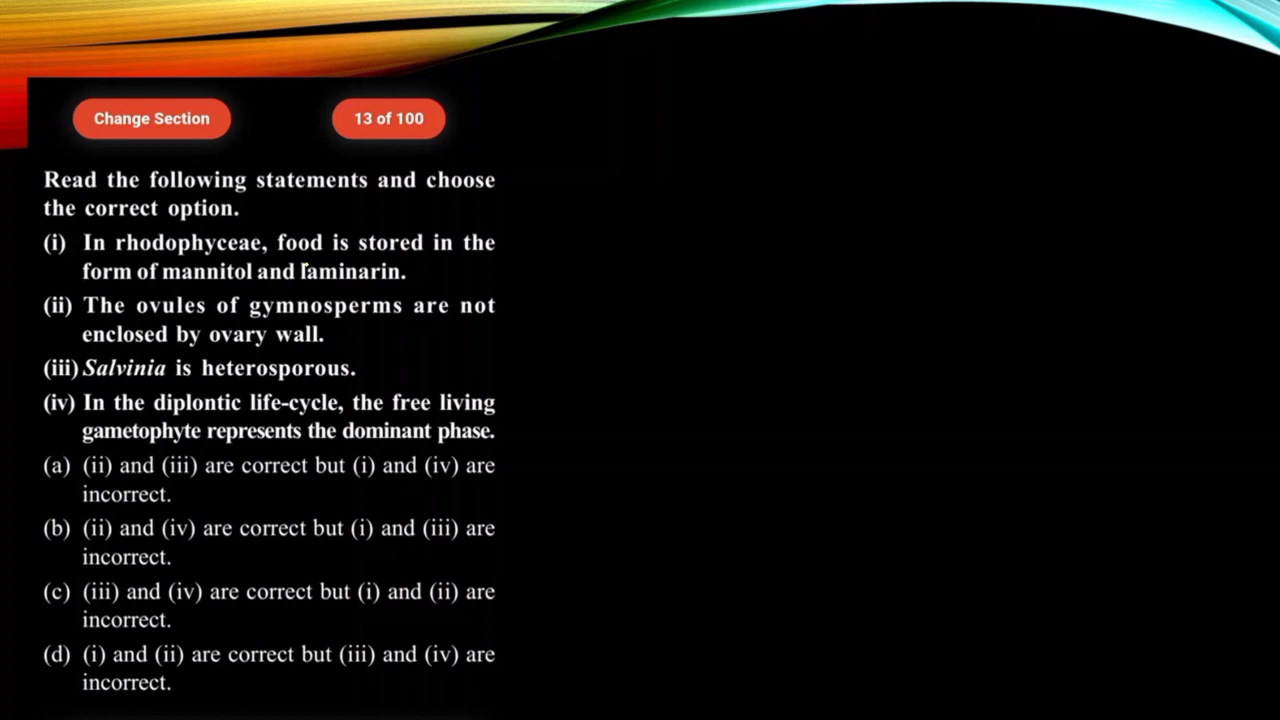 Change Section
13 of 100
Read the following statements and choose
the correct option.
(i) In rhodophyceae, food is stored in the
form of mannitol and laminarin.
(ii) The ovules of gymnosperms are not
enclosed by ovary wall.
(iii) Salvinia is heterosporous.
(iv) In the diplontic life-cycle, the free living
gametophyte represents the dominant phase.
(a) (ii) and (iii) are correct but (i) and (iv) are
incorrect.
(b) (ii) and (iv) are correct but (i) and (iii) are
incorrect.
(c) (iii) and (iv) are correct but (i) and (ii) are
incorrect.
(d) (i) and (ii) are correct but (iii) and (iv) are
incorrect.